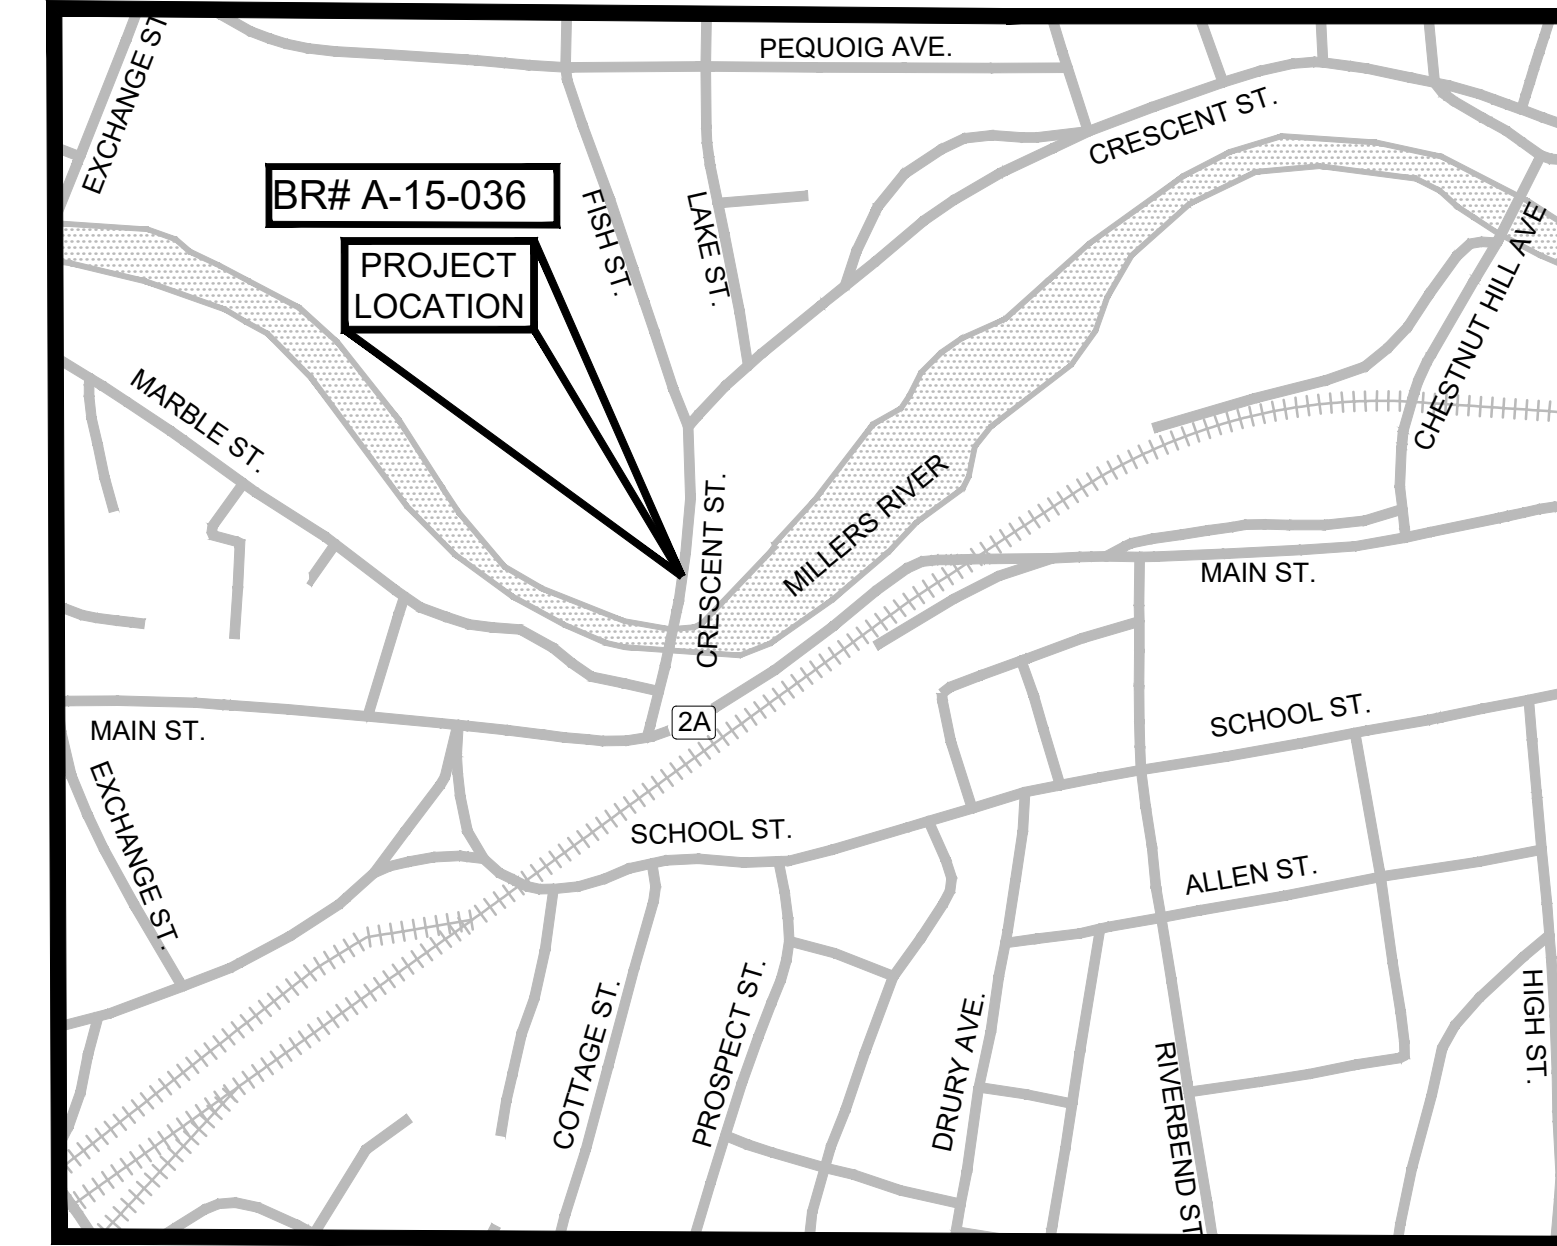 EXCHANGE ST
PEQUOIG AVE.
CRESCENT ST.
BR# A-15-036
FISH ST.
LAKE ST.
PROJECT
LOCATION
CHESTNUT HILL AVE
MARBLE ST.
CRESCENT ST.
MILLERS RIVER
MAIN ST.
2A
MAIN ST.
SCHOOL ST.
EXCHANGE ST.
SCHOOL ST.
ALLEN ST.
COTTAGE ST.
PROSPECT ST.
DRURY AVE.
RIVERBEND ST
HIGH ST.